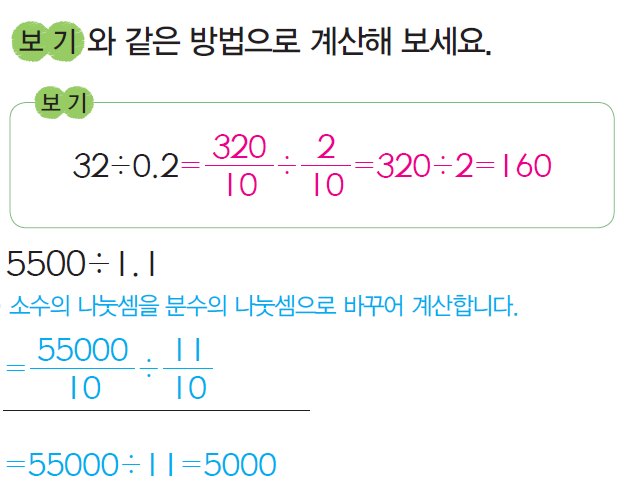 보기와 같은 방법으로 계산해 보세요.
보기
32÷0.2=320/10÷2/10=320÷2=160
5500÷1.1
소수의 나눗셈을 분수의 나눗셈으로 바꾸어 계산합니다.
=55000/10÷11/10
=55000÷11=5000